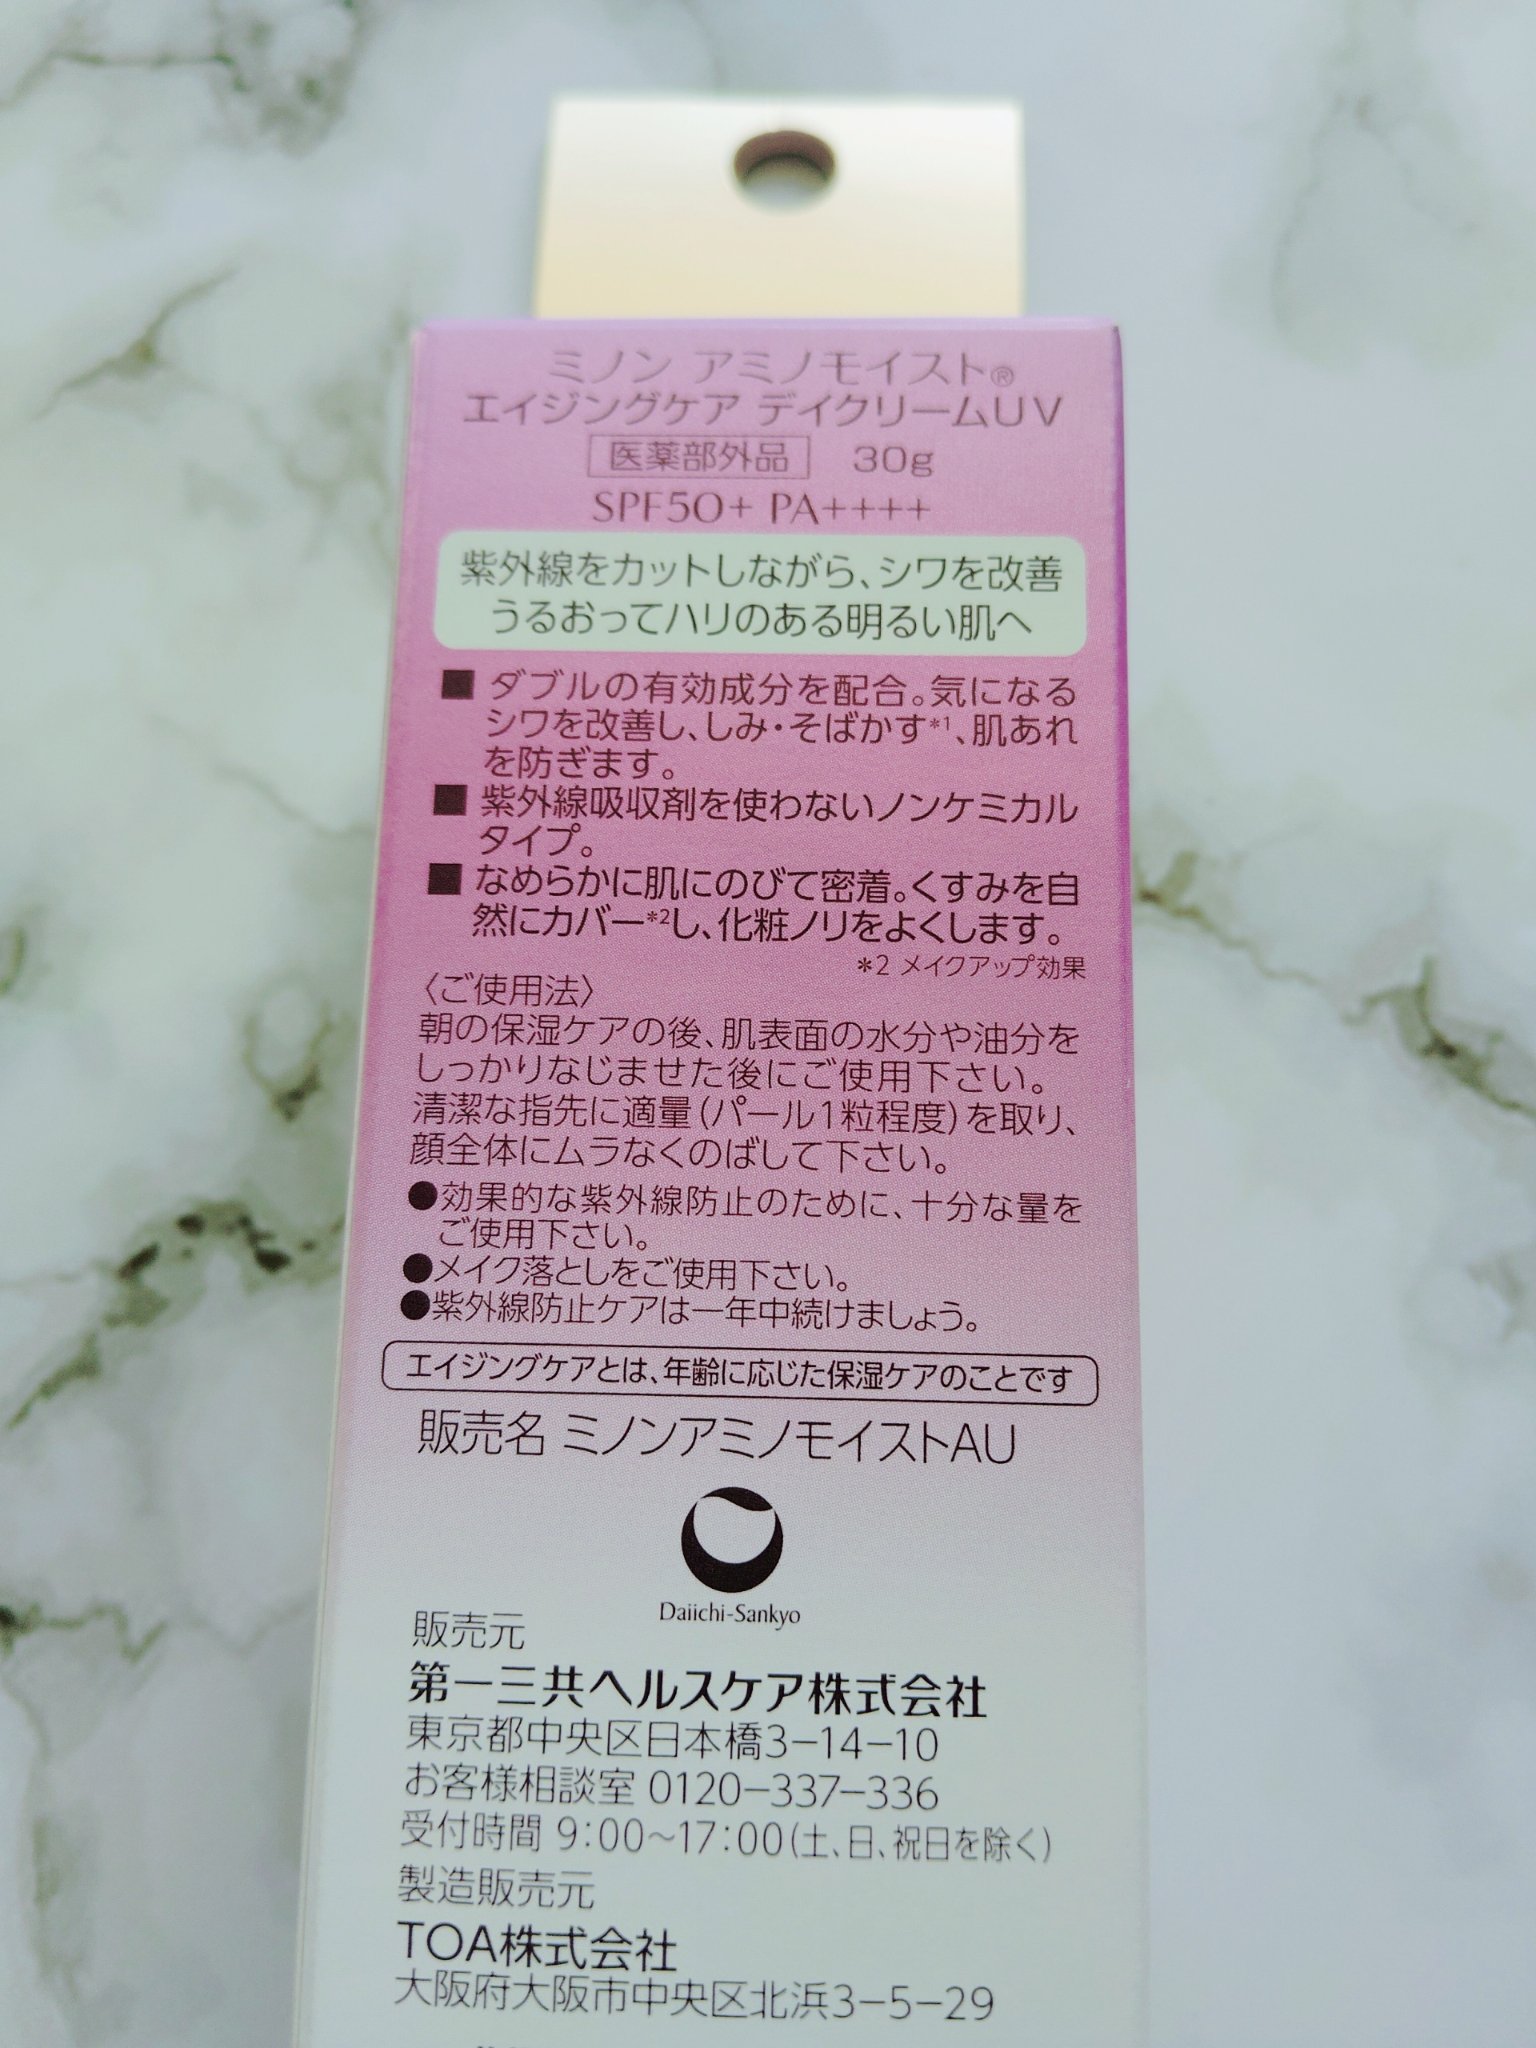 ミノン アミノモイスト®
エイジングケア デイクリームUV
医薬部外品 30g
SPF50+ PA++++
紫外線をカットしながら、シワを改善
うるおってハリのある明るい肌へ
■ ダブルの有効成分を配合。気になる
シワを改善し、しみ・そばかす*1、肌あれ
を防ぎます。
■ 紫外線吸収剤を使わないノンケミカル
タイプ。
■ なめらかに肌にのびて密着。くすみを自
然にカバー*2し、化粧ノリをよくします。
*2 メイクアップ効果
〈ご使用法〉
朝の保湿ケアの後、肌表面の水分や油分を
しっかりなじませた後にご使用下さい。
清潔な指先に適量(パール1粒程度)を取り、
顔全体にムラなくのばして下さい。
●効果的な紫外線防止のために、十分な量を
ご使用下さい。
●メイク落としをご使用下さい。
●紫外線防止ケアは一年中続けましょう。
エイジングケアとは、年齢に応じた保湿ケアのことです
販売名 ミノンアミノモイストAU
Daiichi-Sankyo
販売元
第一三共ヘルスケア株式会社
東京都中央区日本橋3-14-10
お客様相談室 0120-337-336
受付時間 9:00~17:00(土、日、祝日を除く)
製造販売元
TOA株式会社
大阪府大阪市中央区北浜3-5-29